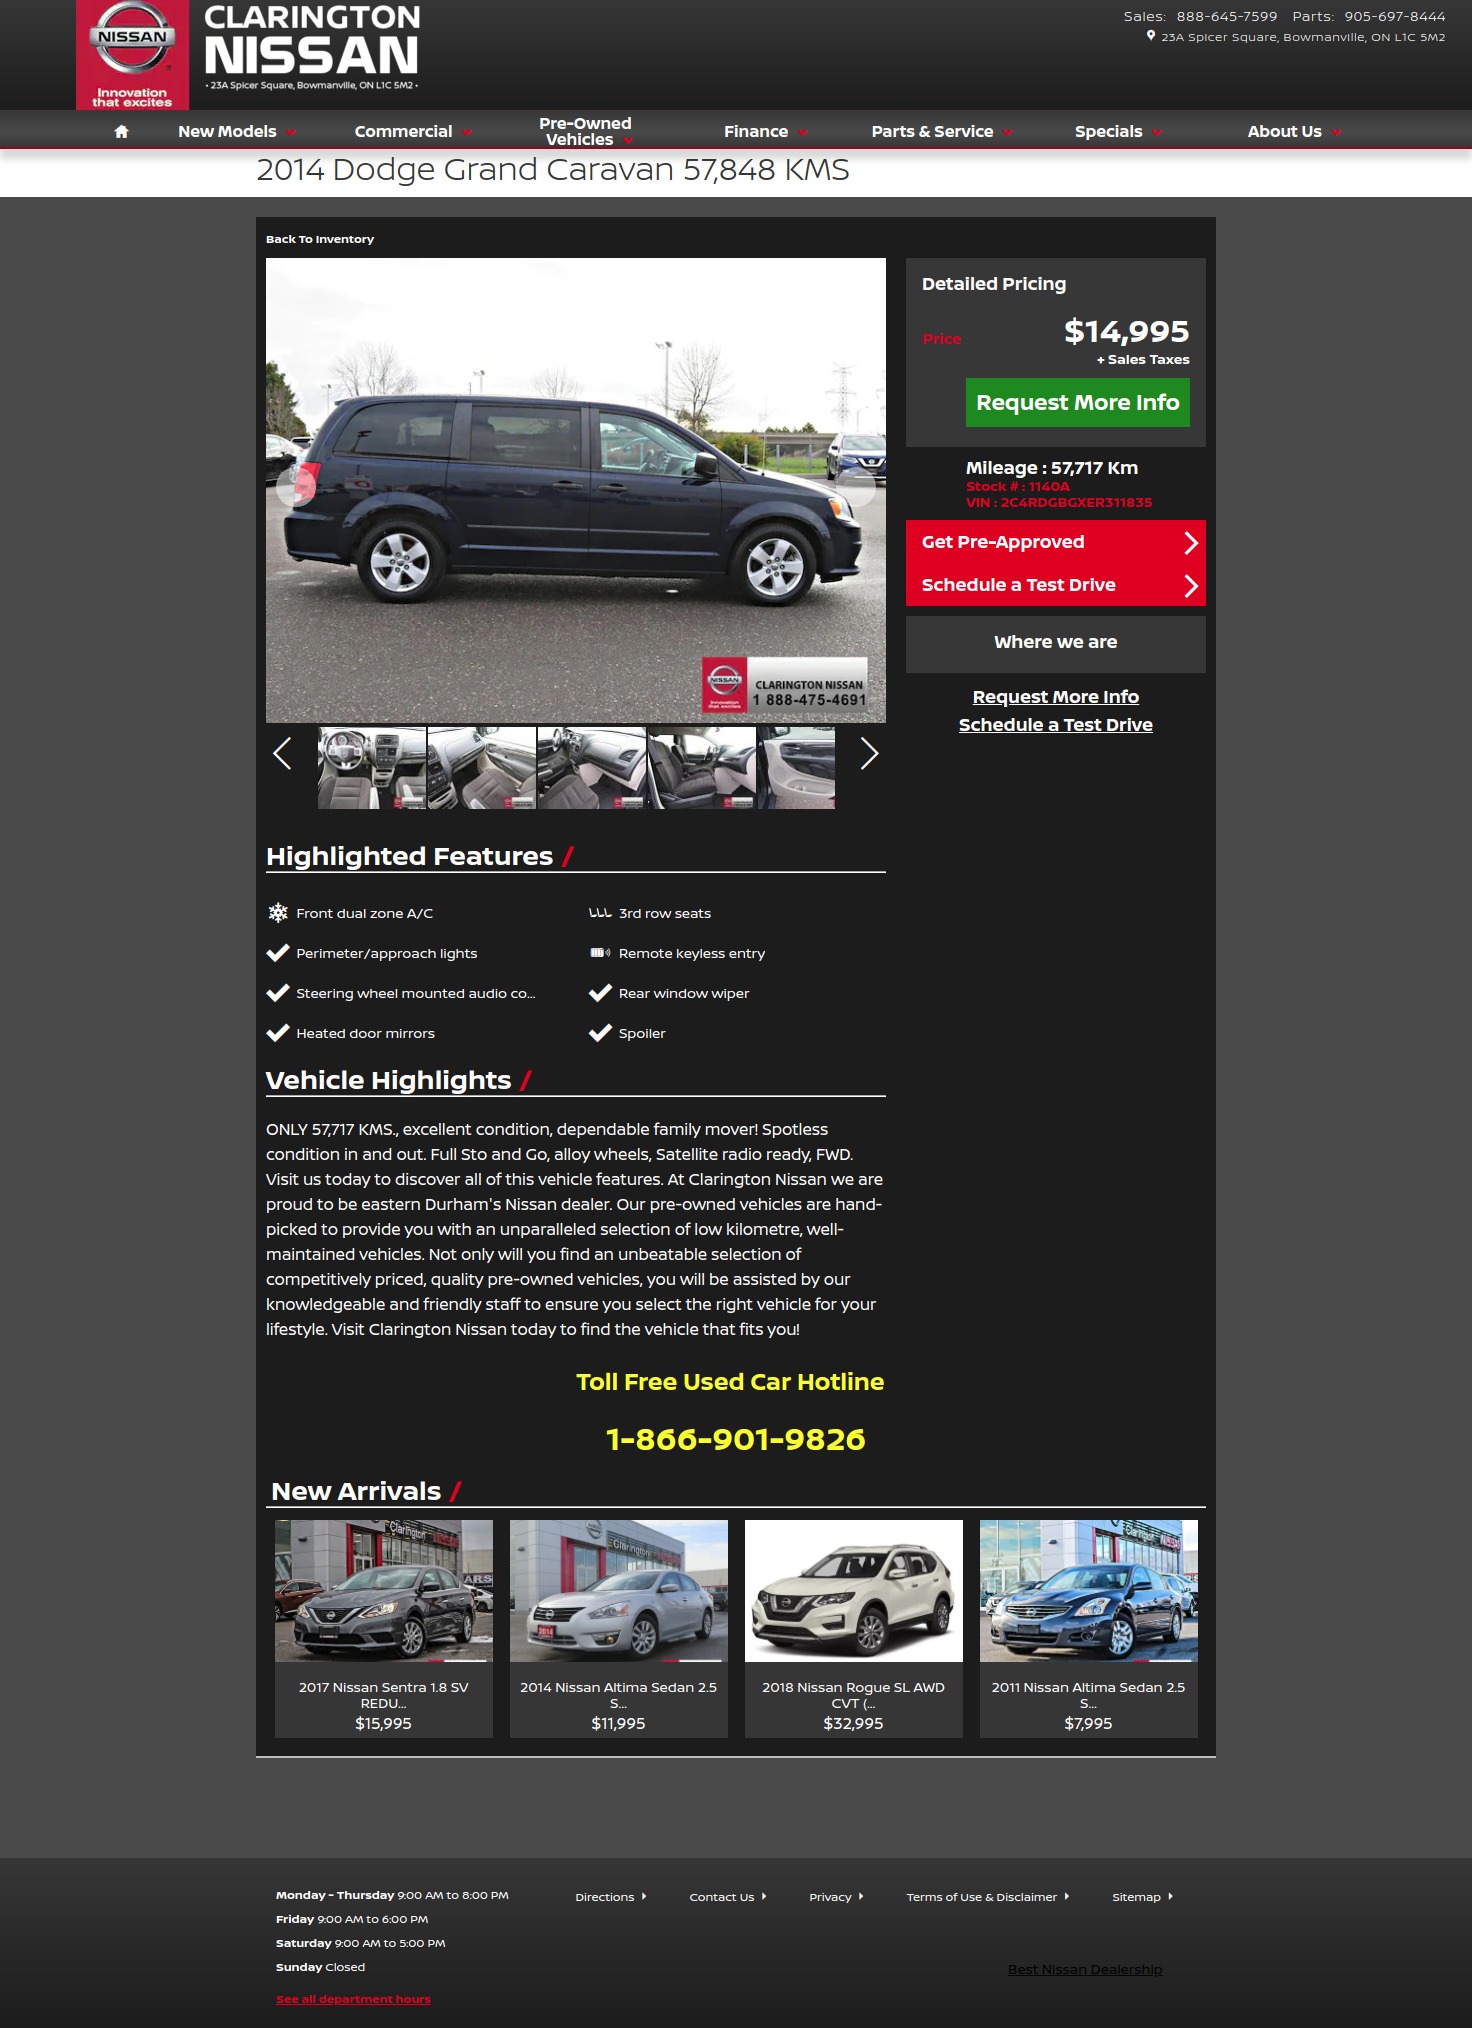 NISSAN
Innovation
that excites
CLARINGTON
NISSAN
• 23A Spicer Square, Bowmanville, ON L1C 5M2 •
Sales: 888-645-7599 Parts: 905-697-8444
23A Spicer Square, Bowmanville, ON L1C 5M2
New Models
Commercial
Pre-Owned
Vehicles
Finance
Parts & Service
Specials
About Us
2014 Dodge Grand Caravan 57,848 KMS
Back To Inventory
NISSAN
Innovation
that excites
CLARINGTON NISSAN
1 888-475-4691
Detailed Pricing
Price $14,995
+ Sales Taxes
Request More Info
Mileage : 57,717 Km
Stock # : 1140A
VIN : 2C4RDGBGXER311835
Get Pre-Approved
Schedule a Test Drive
Where we are
Request More Info
Schedule a Test Drive
Highlighted Features /
Front dual zone A/C
3rd row seats
Perimeter/approach lights
Remote keyless entry
Steering wheel mounted audio co...
Rear window wiper
Heated door mirrors
Spoiler
Vehicle Highlights /
ONLY 57,717 KMS., excellent condition, dependable family mover! Spotless
condition in and out. Full Sto and Go, alloy wheels, Satellite radio ready, FWD.
Visit us today to discover all of this vehicle features. At Clarington Nissan we are
proud to be eastern Durham's Nissan dealer. Our pre-owned vehicles are hand-
picked to provide you with an unparalleled selection of low kilometre, well-
maintained vehicles. Not only will you find an unbeatable selection of
competitively priced, quality pre-owned vehicles, you will be assisted by our
knowledgeable and friendly staff to ensure you select the right vehicle for your
lifestyle. Visit Clarington Nissan today to find the vehicle that fits you!
Toll Free Used Car Hotline
1-866-901-9826
New Arrivals /
Clarington
Clarington
Clarington
2014
2017 Nissan Sentra 1.8 SV
REDU...
$15,995
2014 Nissan Altima Sedan 2.5
S...
$11,995
2018 Nissan Rogue SL AWD
CVT (...
$32,995
2011 Nissan Altima Sedan 2.5
S...
$7,995
Monday - Thursday 9:00 AM to 8:00 PM
Friday 9:00 AM to 6:00 PM
Saturday 9:00 AM to 5:00 PM
Sunday Closed
See all department hours
Directions
Contact Us
Privacy
Terms of Use & Disclaimer
Sitemap
Best Nissan Dealership